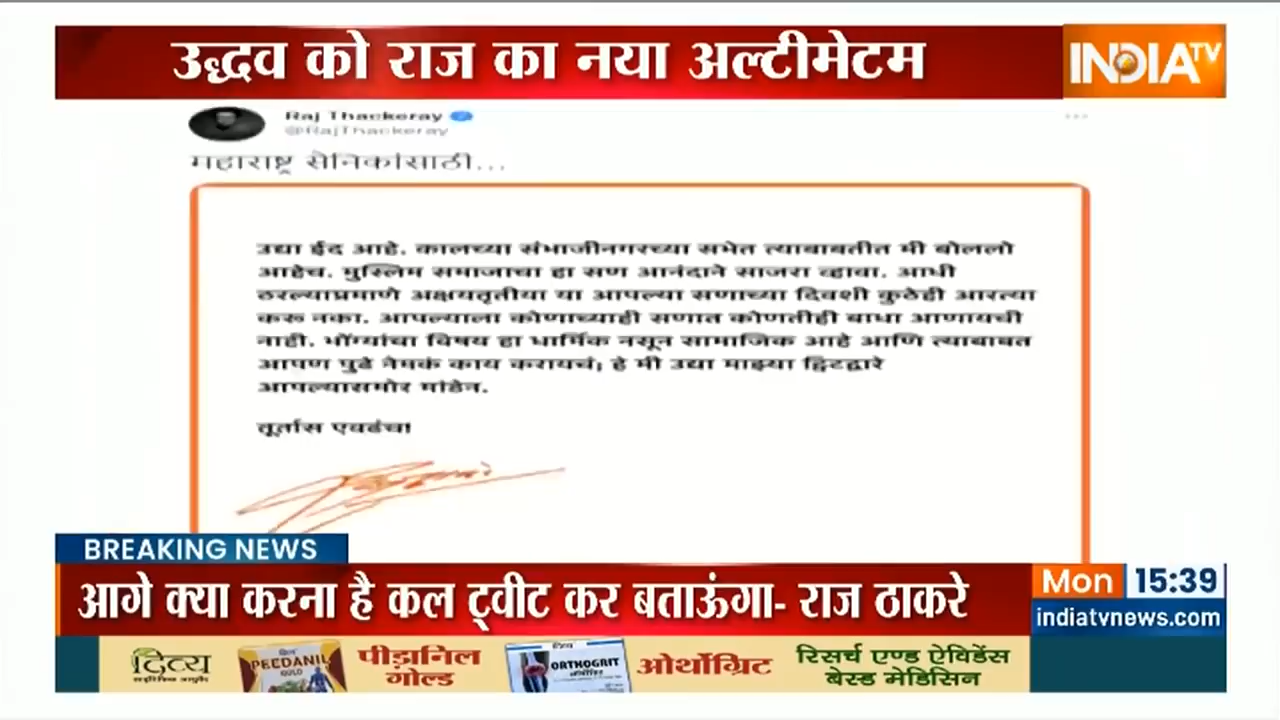 उद्धव को राज का नया अल्टीमेटम
INDIA TV
Raj Thackeray
@RajThackeray
महाराष्ट्र सैनिकांसाठी...
उद्या ईद आहे. कालच्या संभाजीनगरच्या सभेत त्याबाबतीत मी बोललो
आहेच. मुस्लिम समाजाचा हा सण आनंदाने साजरा व्हावा. आधी
ठरल्याप्रमाणे अक्षयतृतीया या आपल्या सणाच्या दिवशी कुठेही आरत्या
करू नका. आपल्याला कोणाच्याही सणात कोणतीही बाधा आणायची
नाही. भोंग्यांचा विषय हा धार्मिक नसून सामाजिक आहे आणि त्याबाबत
आपण पुढे नेमकं काय करायचं; हे मी उद्या माझ्या ट्विटद्वारे
आपल्यासमोर मांडेन.
तूर्तास एवढंच!
BREAKING NEWS
आगे क्या करना है कल ट्वीट कर बताऊंगा- राज ठाकरे
Mon 15:39
indiatvnews.com
दिव्य
PEEDANIL
GOLD
पीड़ानिल
गोल्ड
दिव्य
ORTHOGRIT
ऑर्थोग्रिट
रिसर्च एण्ड ऐविडेंस
बेस्ड मेडिसिन